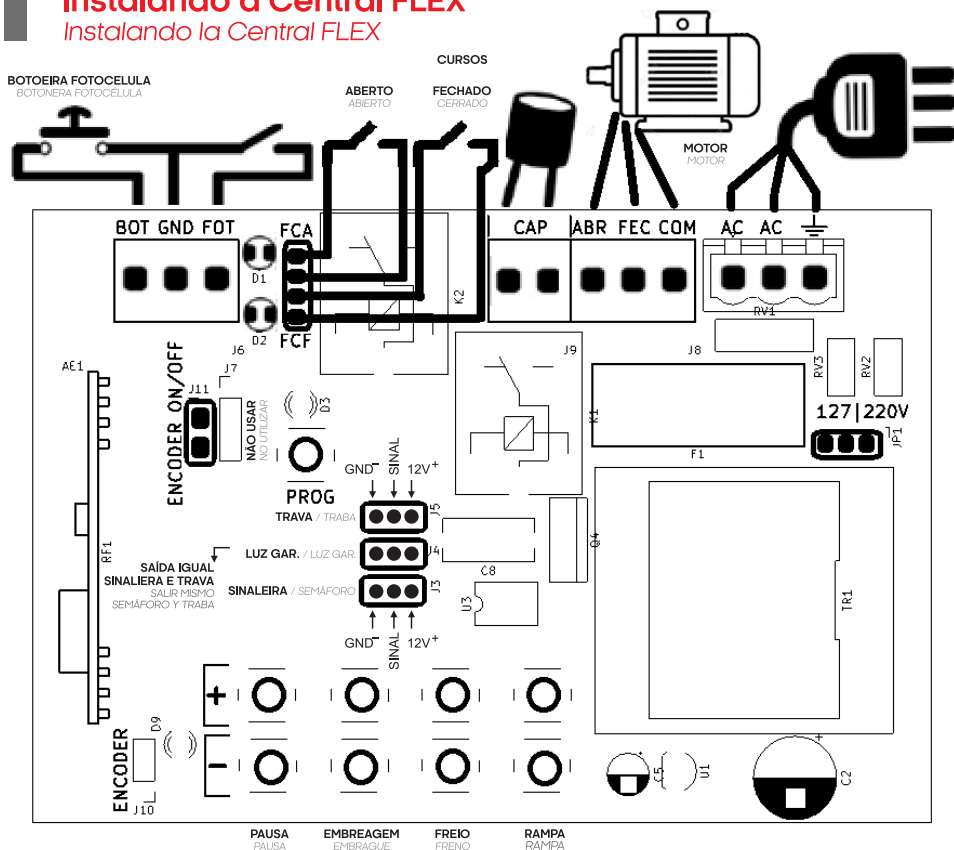 Instalando a Central FLEX
Instalando la Central FLEX
CURSOS
BOTOEIRA FOTOCELULA
BOTONERA FOTOCÉLULA
ABERTO
ABIERTO
FECHADO
CERRADO
MOTOR
MOTOR
BOT GND FOT
FCA
CAP
ABR FEC COM
AC AC
D1
K2
D2
FCF
RV1
J6
J7
J9
J8
AE1
J11
ENCODER ON/OFF
NÃO USAR
NO UTILIZAR
D3
K1
RV3
RV2
127|220V
JP1
F1
PROG
GND-
SINAL
12V+
TRAVA / TRABA
J5
LUZ GAR. / LUZ GAR.
J4
SINALEIRA / SEMÁFORO
J3
SAÍDA IGUAL
SINALIERA E TRAVA
SALIR MISMO
SEMÁFORO Y TRABA
RF1
C8
Q4
U3
TR1
GND-
SINAL
12V+
+
-
D9
ENCODER
J10
C5
U1
C2
PAUSA
PAUSA
EMBREAGEM
EMBRAGUE
FREIO
FRENO
RAMPA
RAMPA